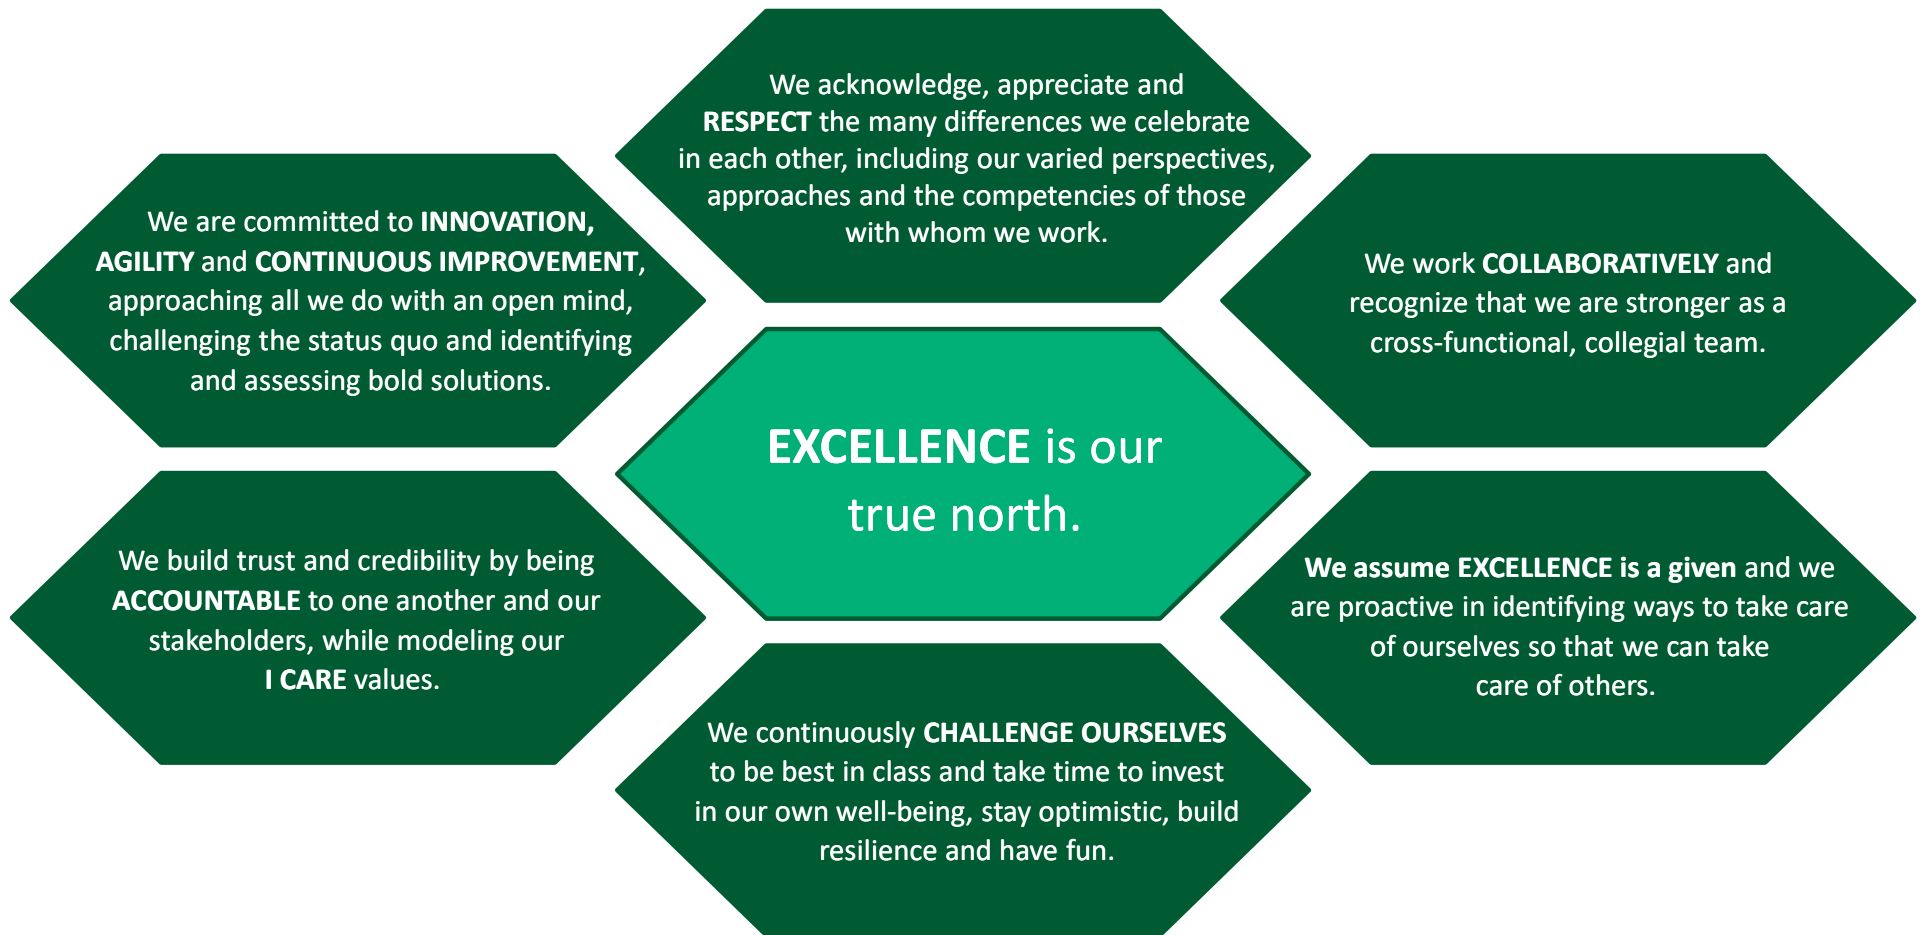 We acknowledge, appreciate and
RESPECT the many differences we celebrate
in each other, including our varied perspectives,
approaches and the competencies of those
with whom we work.
We are committed to INNOVATION,
AGILITY and CONTINUOUS IMPROVEMENT,
approaching all we do with an open mind,
challenging the status quo and identifying
and assessing bold solutions.
We work COLLABORATIVELY and
recognize that we are stronger as a
cross-functional, collegial team.
EXCELLENCE is our
true north.
We build trust and credibility by being
ACCOUNTABLE to one another and our
stakeholders, while modeling our
I CARE values.
We assume EXCELLENCE is a given and we
are proactive in identifying ways to take care
of ourselves so that we can take
care of others.
We continuously CHALLENGE OURSELVES
to be best in class and take time to invest
in our own well-being, stay optimistic, build
resilience and have fun.